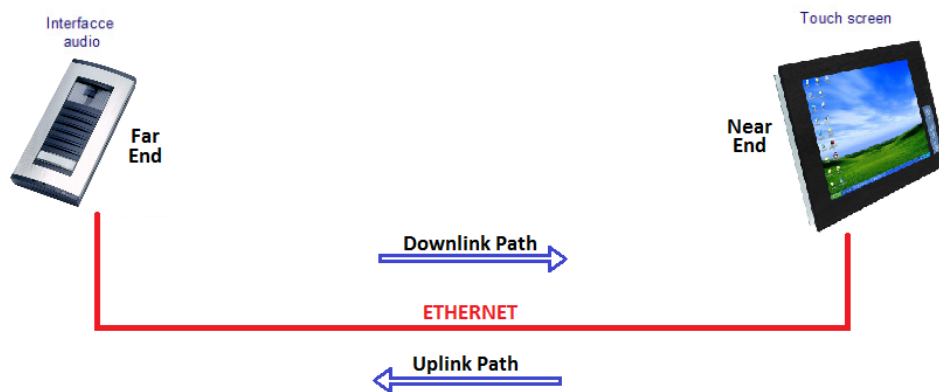 Interfacce
audio
Touch screen
Far
End
Near
End
Downlink Path
ETHERNET
Uplink Path